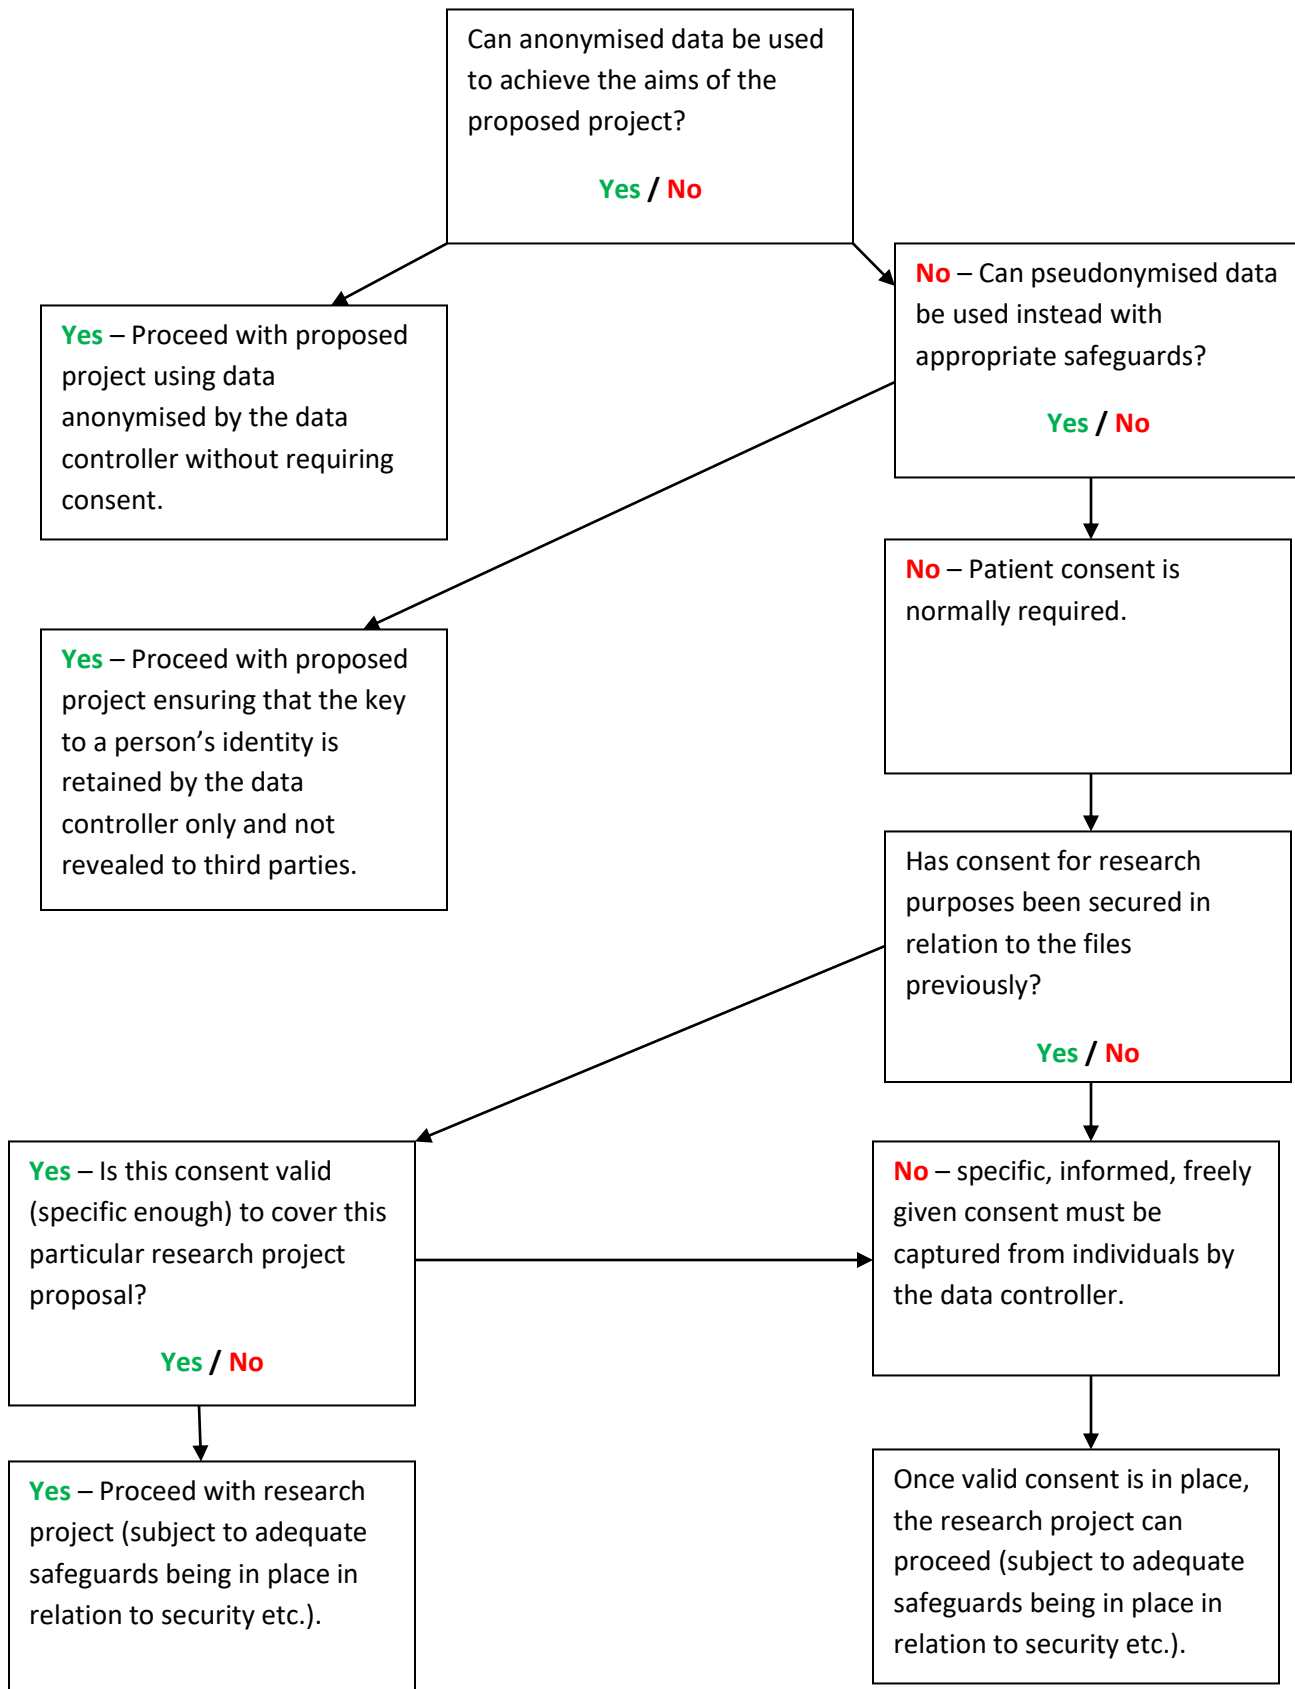 Can anonymised data be used
to achieve the aims of the
proposed project?
Yes / No
No – Can pseudonymised data
be used instead with
appropriate safeguards?
Yes / No
Yes – Proceed with proposed
project using data
anonymised by the data
controller without requiring
consent.
No – Patient consent is
normally required.
Yes – Proceed with proposed
project ensuring that the key
to a person’s identity is
retained by the data
controller only and not
revealed to third parties.
Has consent for research
purposes been secured in
relation to the files
previously?
Yes / No
Yes – Is this consent valid
(specific enough) to cover this
particular research project
proposal?
Yes / No
No – specific, informed, freely
given consent must be
captured from individuals by
the data controller.
Yes – Proceed with research
project (subject to adequate
safeguards being in place in
relation to security etc.).
Once valid consent is in place,
the research project can
proceed (subject to adequate
safeguards being in place in
relation to security etc.).